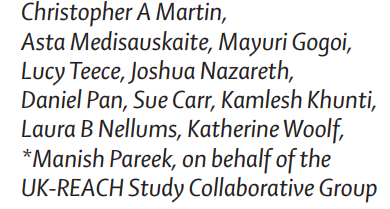 Christopher A Martin,
Asta Medisauskaite, Mayuri Gogoi,
Lucy Teece, Joshua Nazareth,
Daniel Pan, Sue Carr, Kamlesh Khunti,
Laura B Nellums, Katherine Woolf,
*Manish Pareek, on behalf of the
UK-REACH Study Collaborative Group